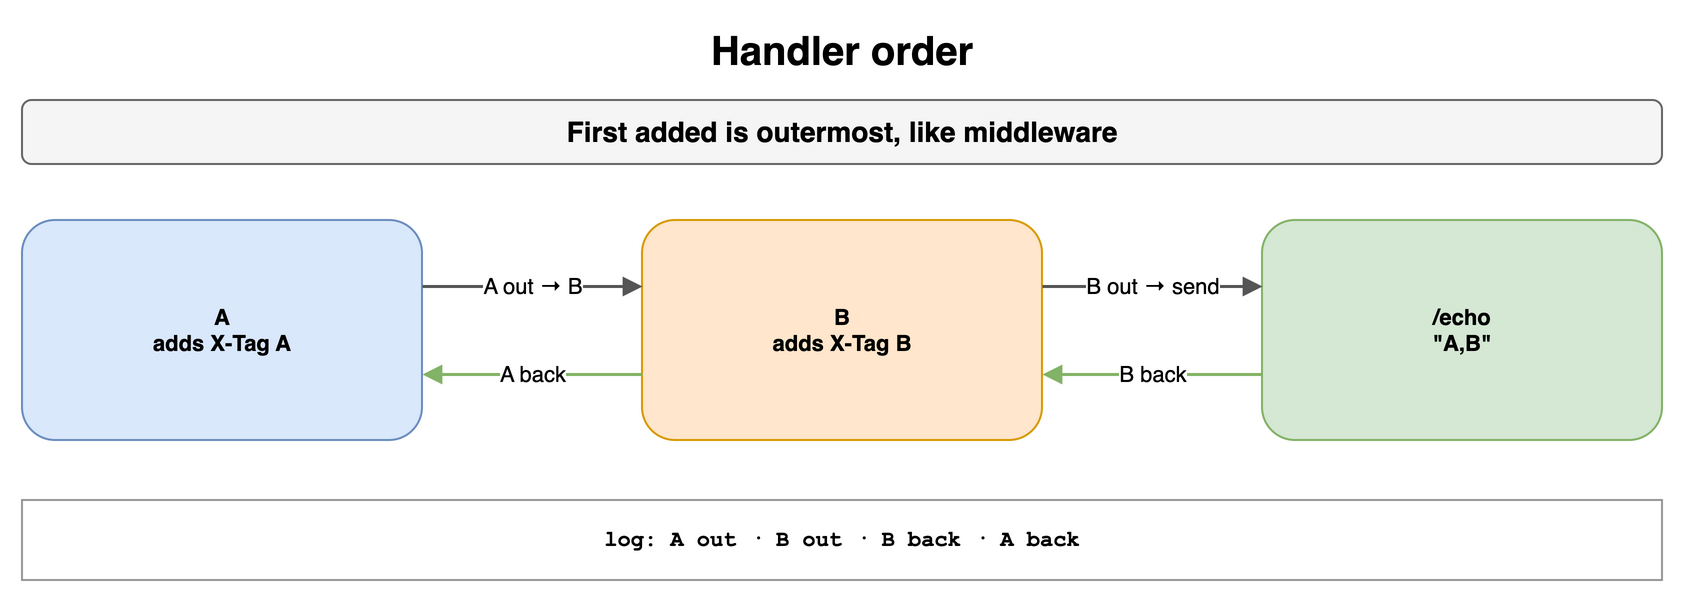 Handler order
First added is outermost, like middleware
A out → B
B out → send
A
adds X-Tag A
B
adds X-Tag B
/echo
"A,B"
A back
B back
log: A out · B out · B back · A back